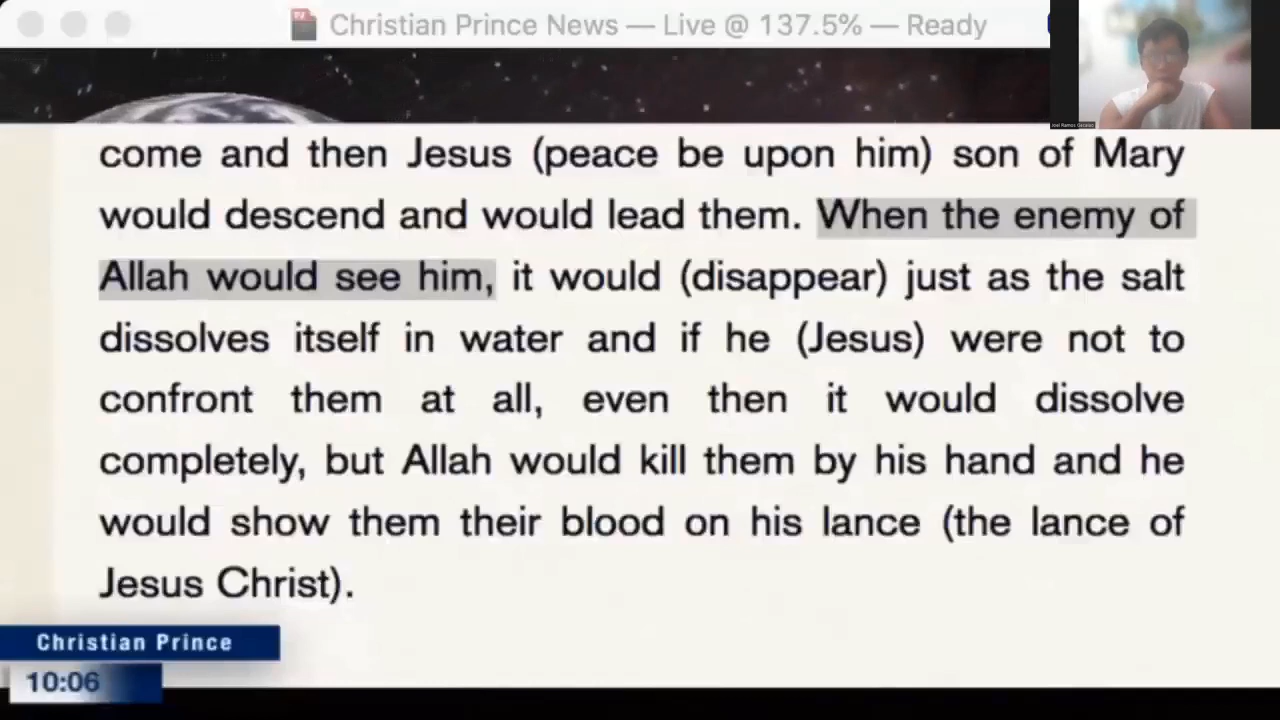 Christian Prince News — Live @ 137.5% — Ready
come and then Jesus (peace be upon him) son of Mary
would descend and would lead them. When the enemy of
Allah would see him, it would (disappear) just as the salt
dissolves itself in water and if he (Jesus) were not to
confront them at all, even then it would dissolve
completely, but Allah would kill them by his hand and he
would show them their blood on his lance (the lance of
Jesus Christ).
Christian Prince
10:06